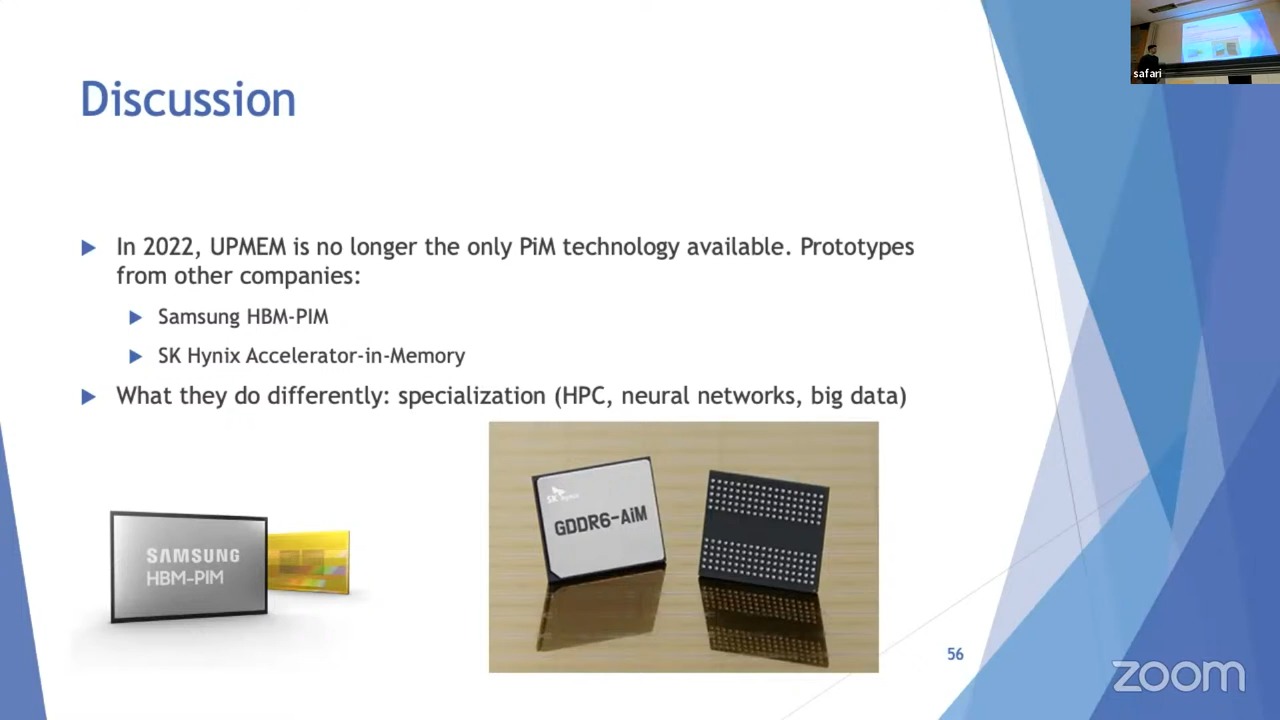 safari
Discussion
In 2022, UPMEM is no longer the only PiM technology available. Prototypes
from other companies:
Samsung HBM-PIM
SK Hynix Accelerator-in-Memory
What they do differently: specialization (HPC, neural networks, big data)
SK hynix
GDDR6-AiM
SAMSUNG
HBM-PIM
56
zoom